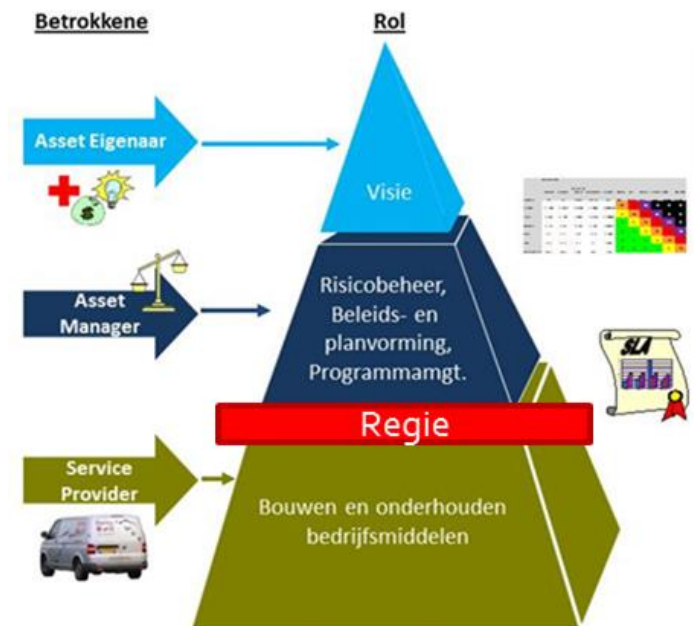 Betrokkene
Rol
Asset Eigenaar
Visie
Asset
Manager
Risicobeheer,
Beleids- en
planvorming,
Programmamgt.
SLA
Regie
Service
Provider
Bouwen en onderhouden
bedrijfsmiddelen